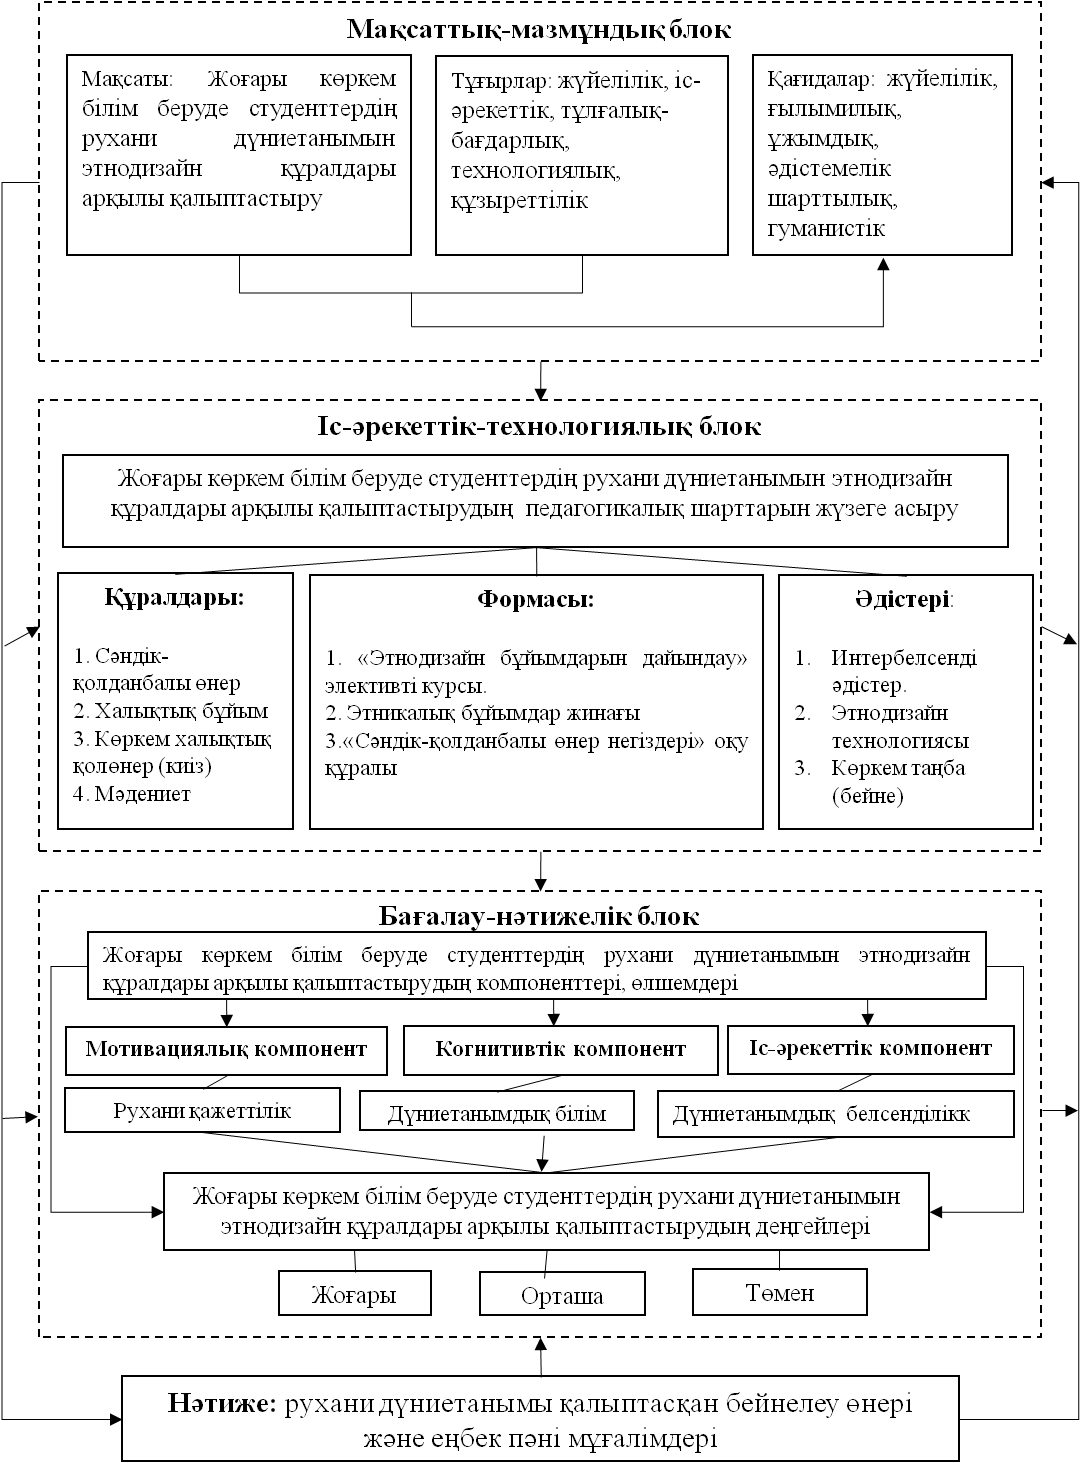 Мақсаттық-мазмұндық блок
Мақсаты: Жоғары көркем
білім беруде студенттердің
рухани дүниетанымын
этнодизайн құралдары
арқылы қалыптастыру
Тұғырлар: жүйелілік, іс-
әрекеттік, тұлғалық-
бағдарлық,
технологиялық,
құзыреттілік
Қағидалар: жүйелілік,
ғылымилық,
ұжымдық,
әдістемелік
шарттылық,
гуманистік
Іс-әрекеттік-технологиялық блок
Жоғары көркем білім беруде студенттердің рухани дүниетанымын этнодизайн
құралдары арқылы қалыптастырудың педагогикалық шарттарын жүзеге асыру
Құралдары:
1. Сәндік-
қолданбалы өнер
2. Халықтық бұйым
3. Көркем халықтық
қолөнер (киіз)
4. Мәдениет
Формасы:
1. «Этнодизайн бұйымдарын дайындау»
элективті курсы.
2. Этникалық бұйымдар жинағы
3.«Сәндік-қолданбалы өнер негіздері» оқу
құралы
Әдістері:
1. Интербелсенді
әдістер.
2. Этнодизайн
технологиясы
3. Көркем таңба
(бейне)
Бағалау-нәтижелік блок
Жоғары көркем білім беруде студенттердің рухани дүниетанымын этнодизайн
құралдары арқылы қалыптастырудың компоненттері, өлшемдері
Мотивациялық компонент
Когнитивтік компонент
Іс-әрекеттік компонент
Рухани қажеттілік
Дүниетанымдық білім
Дүниетанымдық белсенділікк
Жоғары көркем білім беруде студенттердің рухани дүниетанымын
этнодизайн құралдары арқылы қалыптастырудың деңгейлері
Жоғары
Орташа
Төмен
Нәтиже: рухани дүниетанымы қалыптасқан бейнелеу өнері
және еңбек пәні мұғалімдері